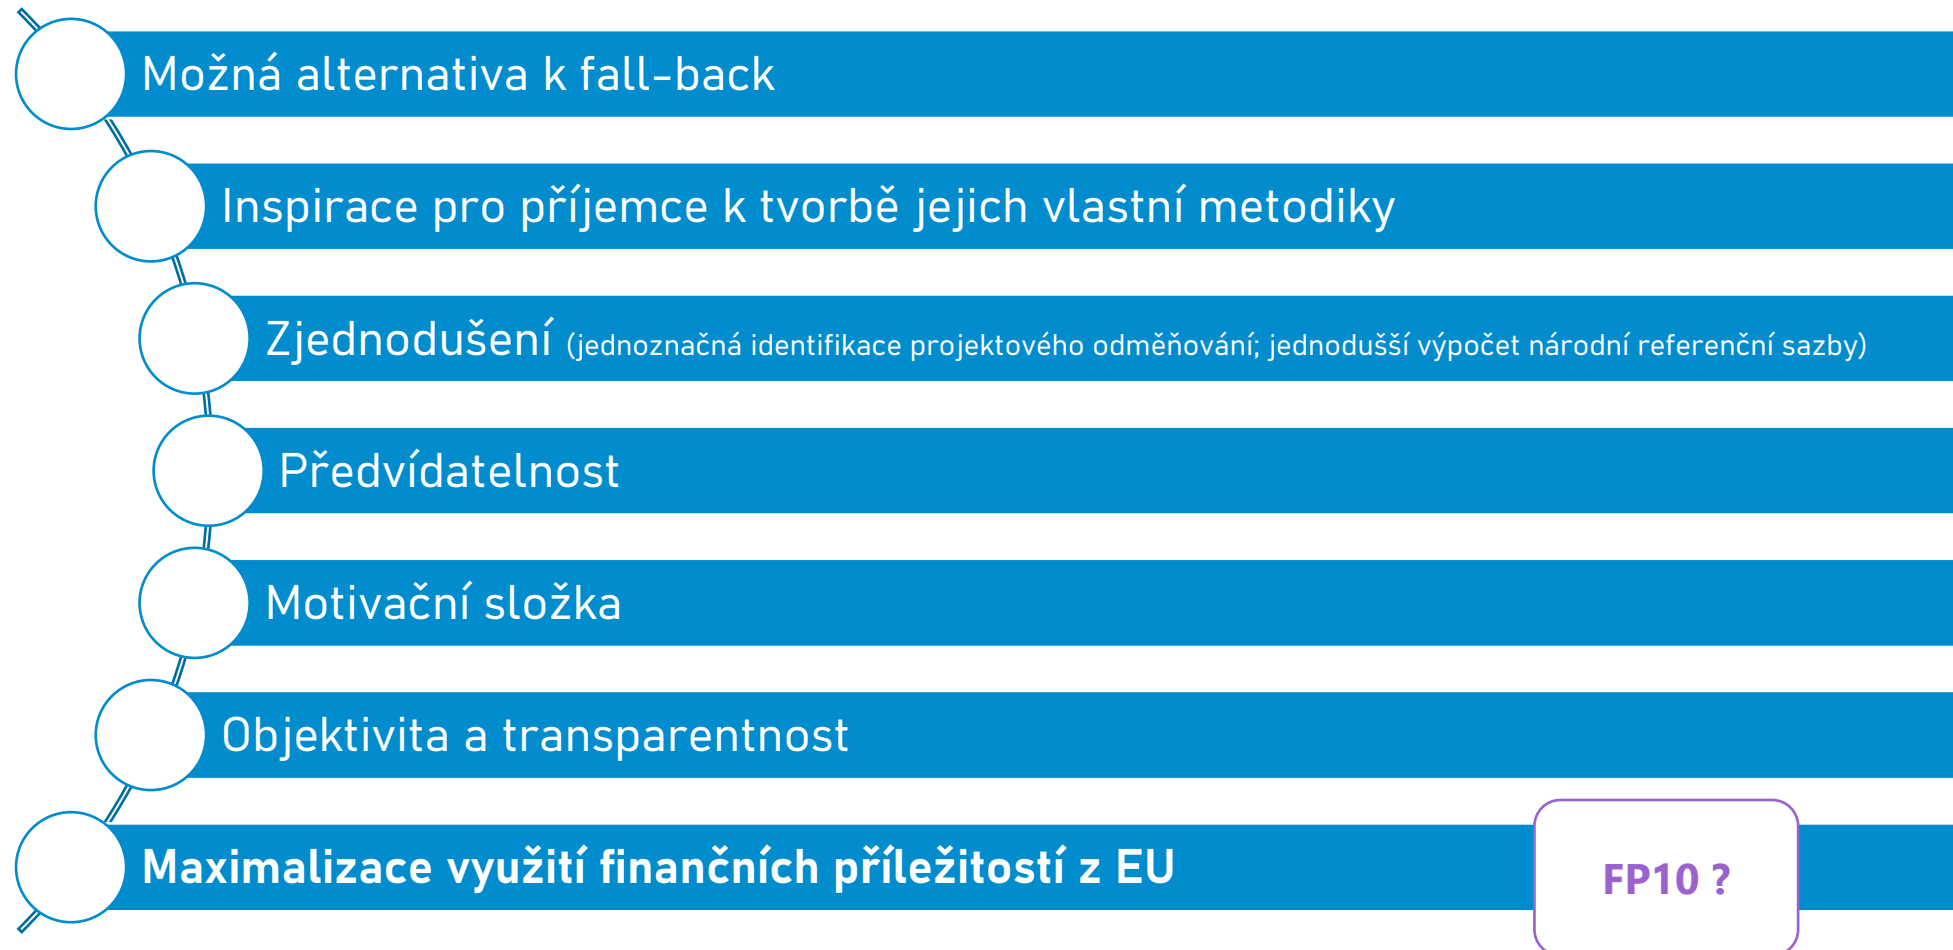 Možná alternativa k fall-back
Inspirace pro příjemce k tvorbě jejich vlastní metodiky
Zjednodušení (jednoznačná identifikace projektového odměňování; jednodušší výpočet národní referenční sazby)
Předvídatelnost
Motivační složka
Objektivita a transparentnost
Maximalizace využití finančních příležitostí z EU
FP10 ?